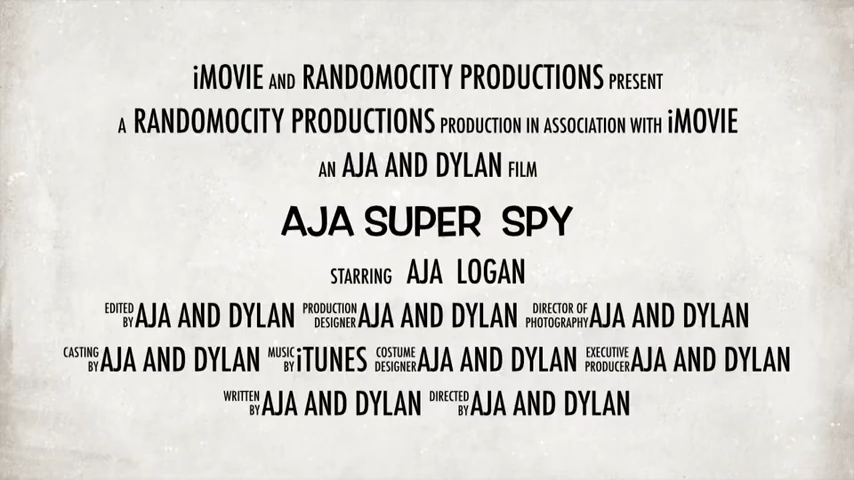 iMOVIE AND RANDOMOCITY PRODUCTIONS PRESENT
A RANDOMOCITY PRODUCTIONS PRODUCTION IN ASSOCIATION WITH iMOVIE
AN AJA AND DYLAN FILM
AJA SUPER SPY
STARRING AJA LOGAN
EDITED BY AJA AND DYLAN PRODUCTION DESIGNER AJA AND DYLAN DIRECTOR OF PHOTOGRAPHY AJA AND DYLAN
CASTING BY AJA AND DYLAN MUSIC BY iTUNES COSTUME DESIGNER AJA AND DYLAN EXECUTIVE PRODUCER AJA AND DYLAN
WRITTEN BY AJA AND DYLAN DIRECTED BY AJA AND DYLAN